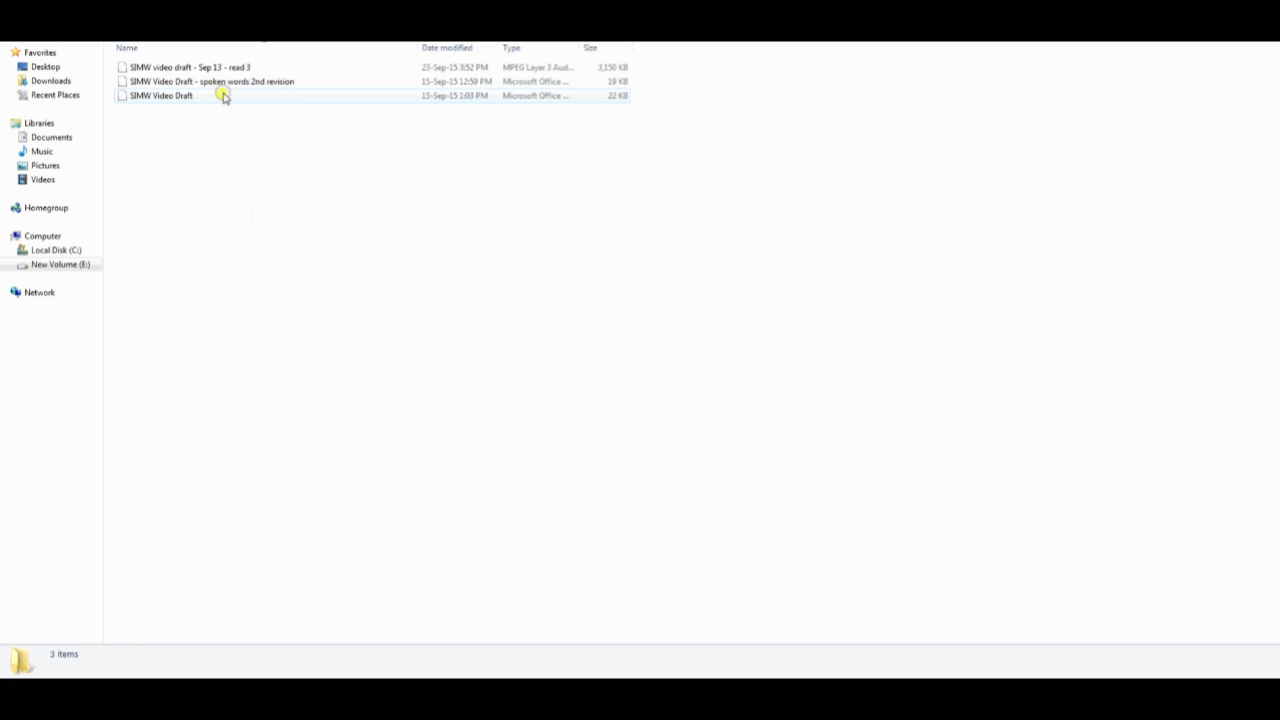 Favorites
Desktop
Downloads
Recent Places
Libraries
Documents
Music
Pictures
Videos
Homegroup
Computer
Local Disk (C:)
New Volume (E:)
Network
Name Date modified Type Size
SIMW video draft - Sep 13 - read 3 23-Sep-15 3:52 PM MPEG Layer 3 Aud... 3,150 KB
SIMW Video Draft - spoken words 2nd revision 15-Sep-15 12:59 PM Microsoft Office ... 19 KB
SIMW Video Draft 15-Sep-15 1:03 PM Microsoft Office ... 22 KB
3 items